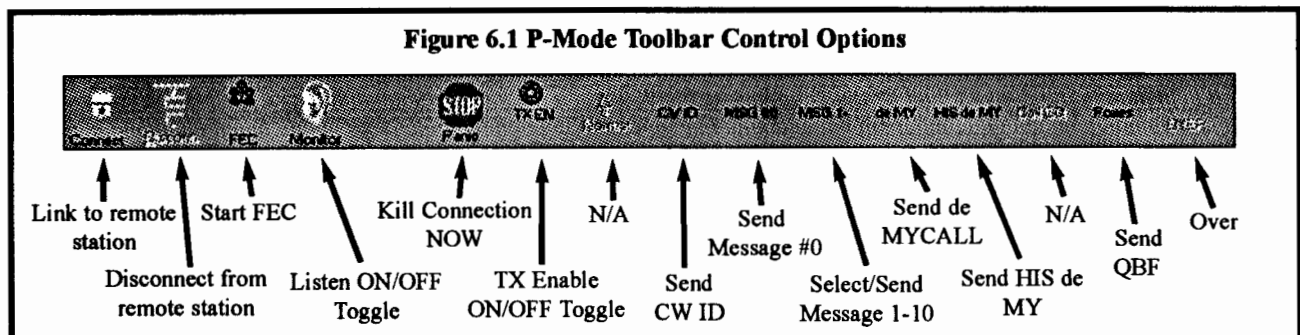 Figure 6.1 P-Mode Toolbar Control Options
STOP
TX EN
CW ID
MSG 1-
de MY
HIS de MY
Connect
FEC
Monitor
Panic
Link to remote
station
Disconnect from
remote station
Start FEC
Listen ON/OFF
Toggle
Kill Connection
NOW
TX Enable
ON/OFF Toggle
N/A
Send
CW ID
Send
Message #0
Select/Send
Message 1-10
Send de
MYCALL
Send HIS de
MY
N/A
Send
QBF
Over